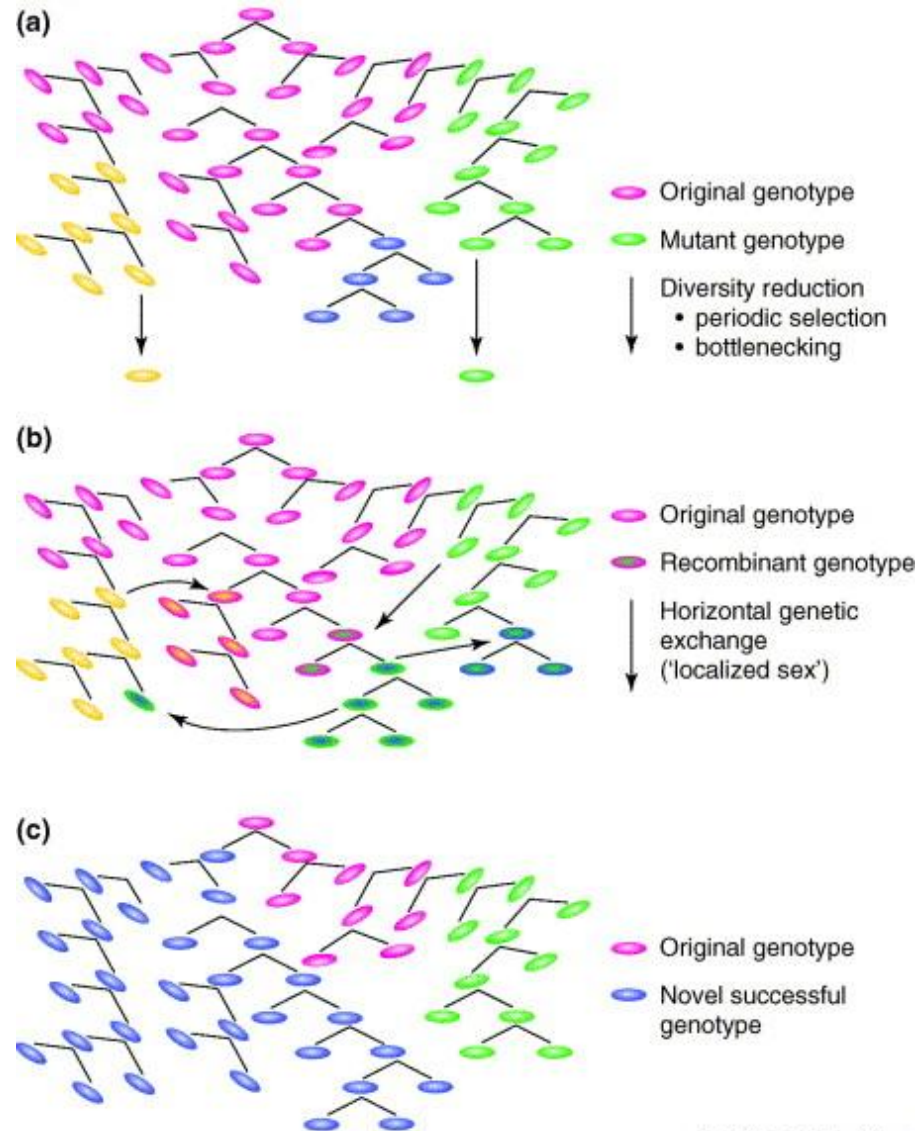 (a)
Original genotype
Mutant genotype
Diversity reduction
• periodic selection
• bottlenecking
(b)
Original genotype
Recombinant genotype
Horizontal genetic
exchange
('localized sex')
(c)
Original genotype
Novel successful
genotype